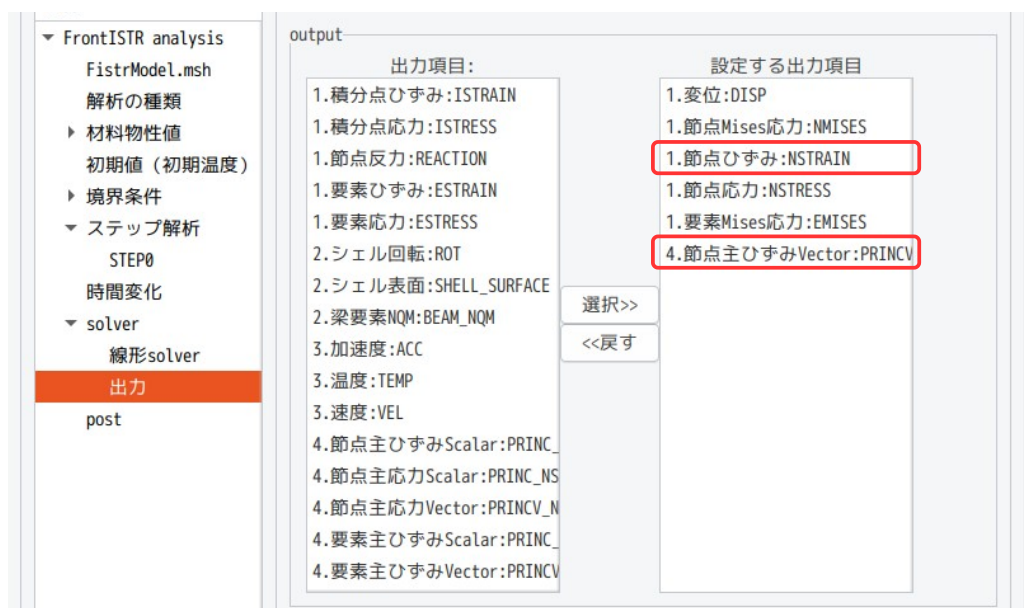 FrontISTR analysis
FistrModel.msh
解析の種類
材料物性値
初期値（初期温度）
境界条件
ステップ解析
STEP0
時間変化
solver
線形solver
出力
post
output
出力項目:
1.積分点ひずみ:ISTRAIN
1.積分点応力:ISTRESS
1.節点反力:REACTION
1.要素ひずみ:ESTRAIN
1.要素応力:ESTRESS
2.シェル回転:ROT
2.シェル表面:SHELL_SURFACE
2.梁要素NQM:BEAM_NQM
3.加速度:ACC
3.温度:TEMP
3.速度:VEL
4.節点主ひずみScalar:PRINC_
4.節点主応力Scalar:PRINC_NS
4.節点主応力Vector:PRINCV_N
4.要素主ひずみScalar:PRINC_
4.要素主ひずみVector:PRINCV
選択>>
<<戻す
設定する出力項目
1.変位:DISP
1.節点Mises応力:NMISES
1.節点ひずみ:NSTRAIN
1.節点応力:NSTRESS
1.要素Mises応力:EMISES
4.節点主ひずみVector:PRINCV